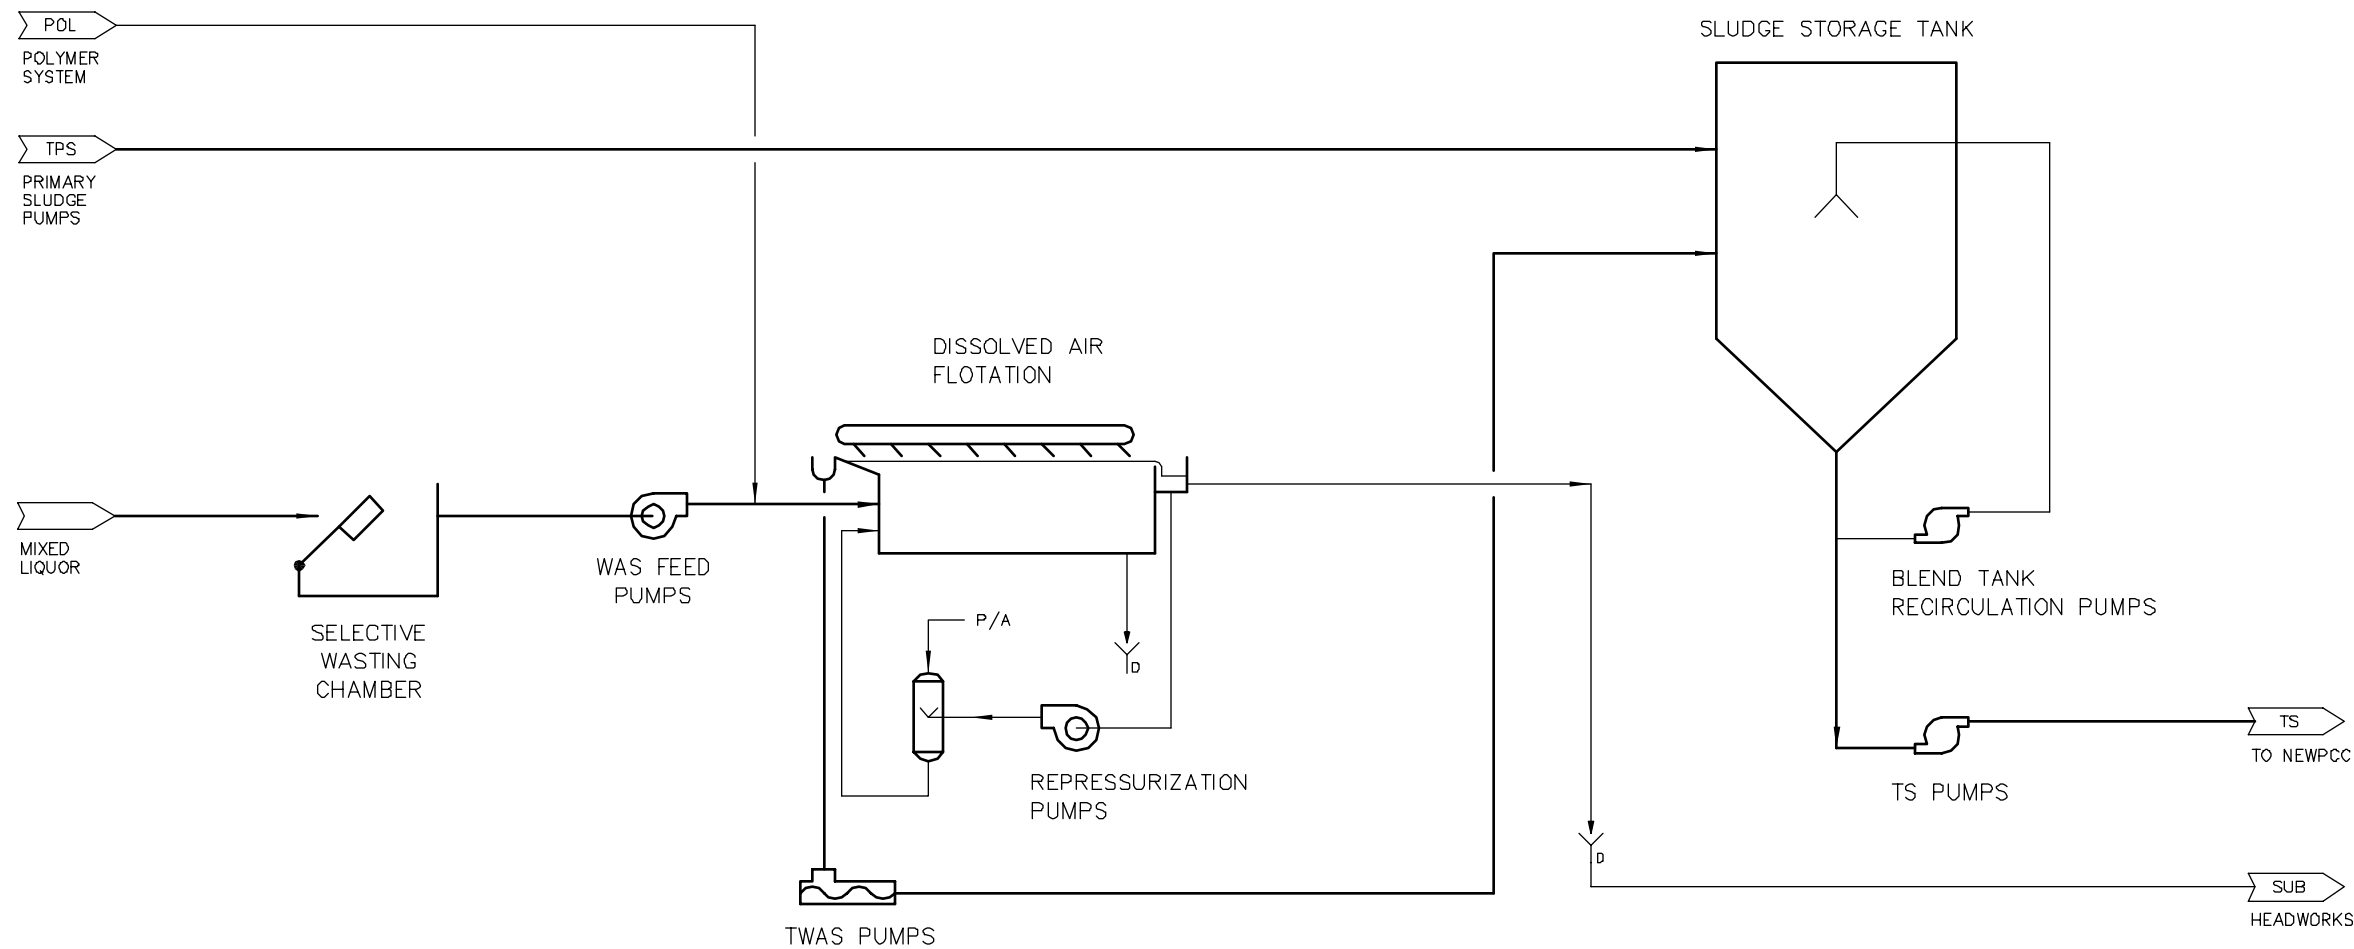 POL
POLYMER
SYSTEM
SLUDGE STORAGE TANK
TPS
PRIMARY
SLUDGE
PUMPS
DISSOLVED AIR
FLOTATION
MIXED
LIQUOR
SELECTIVE
WASTING
CHAMBER
WAS FEED
PUMPS
P/A
D
BLEND TANK
RECIRCULATION PUMPS
REPRESSURIZATION
PUMPS
TS
TO NEWPCC
TS PUMPS
D
SUB
HEADWORKS
TWAS PUMPS